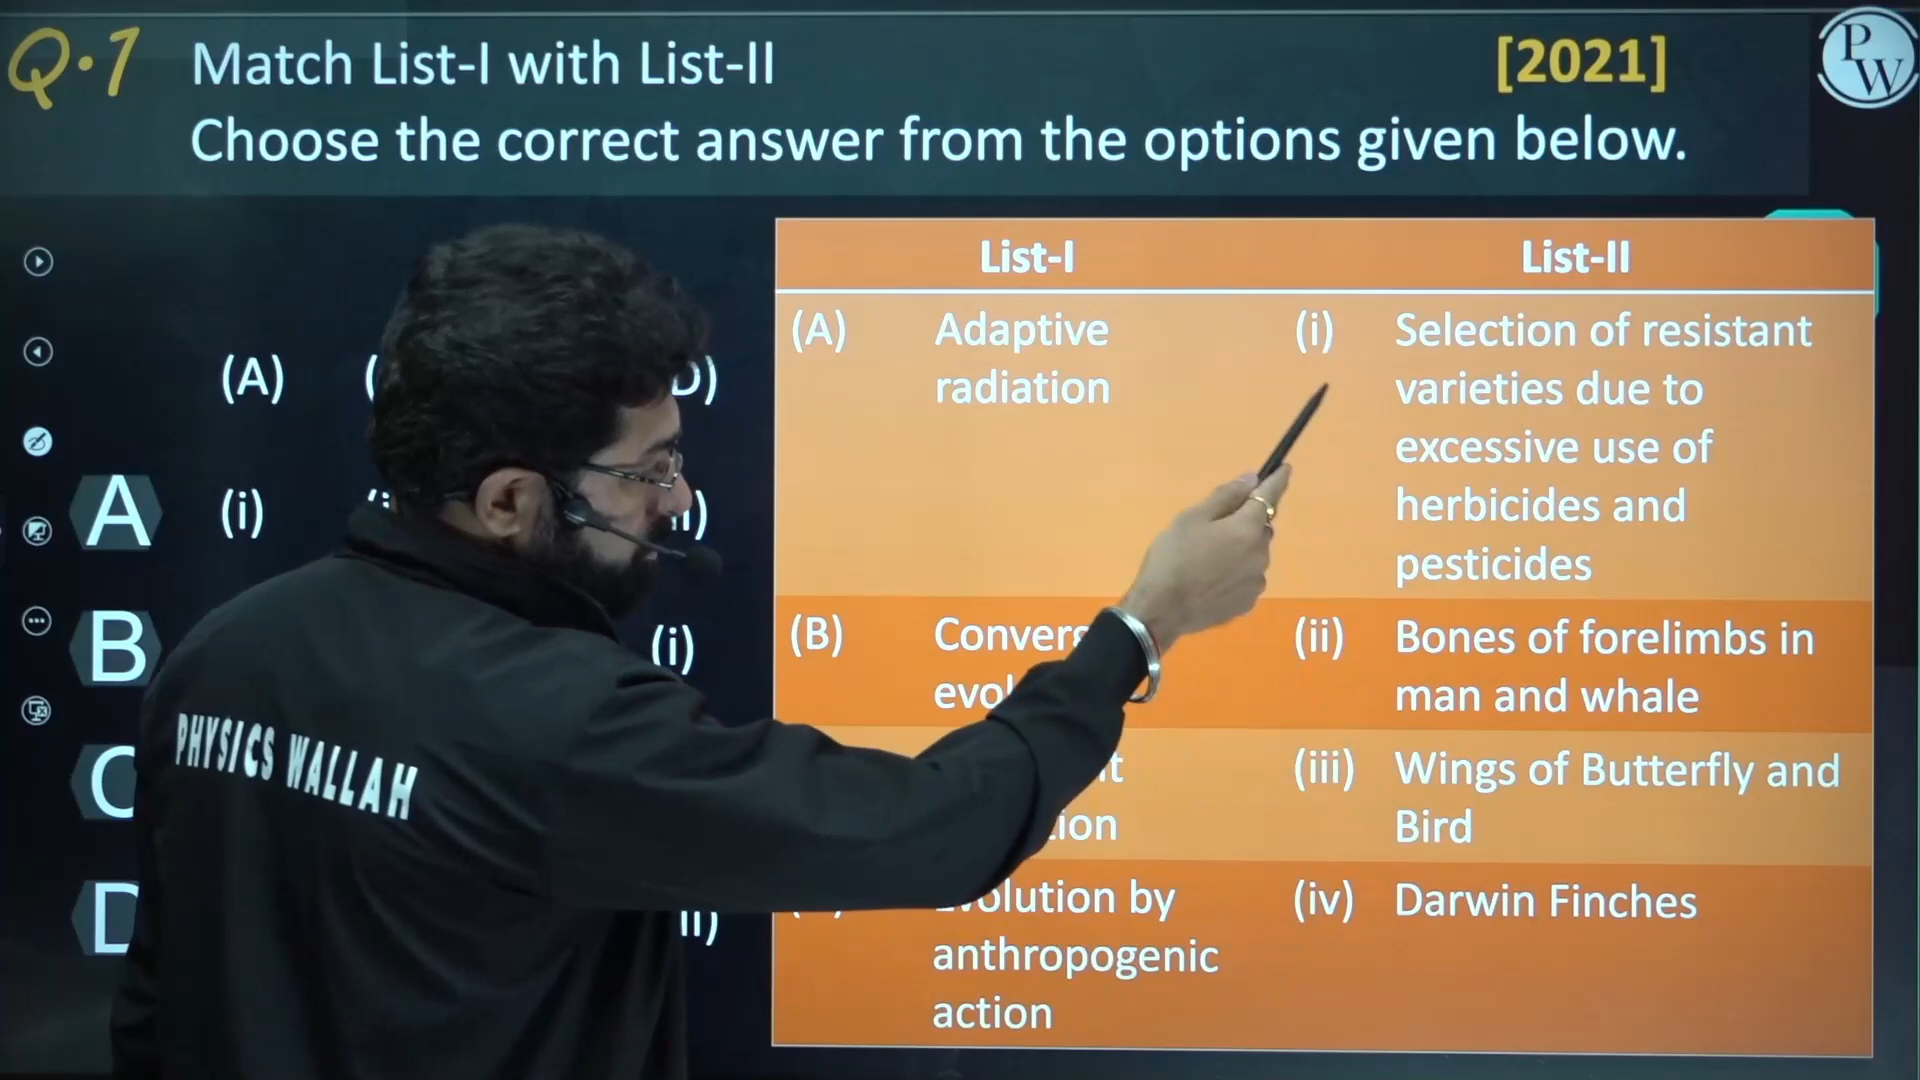 Q.1 Match List-I with List-II [2021]
Choose the correct answer from the options given below.
PW
List-I List-II
(A) Adaptive (i) Selection of resistant
radiation varieties due to
excessive use of
herbicides and
pesticides
(B) (ii) Bones of forelimbs in
man and whale
(iii) Wings of Butterfly and
Bird
by (iv) Darwin Finches
anthropogenic
action
(A)
A (i)
B (i)
C
D
PHYSICS WALLAH